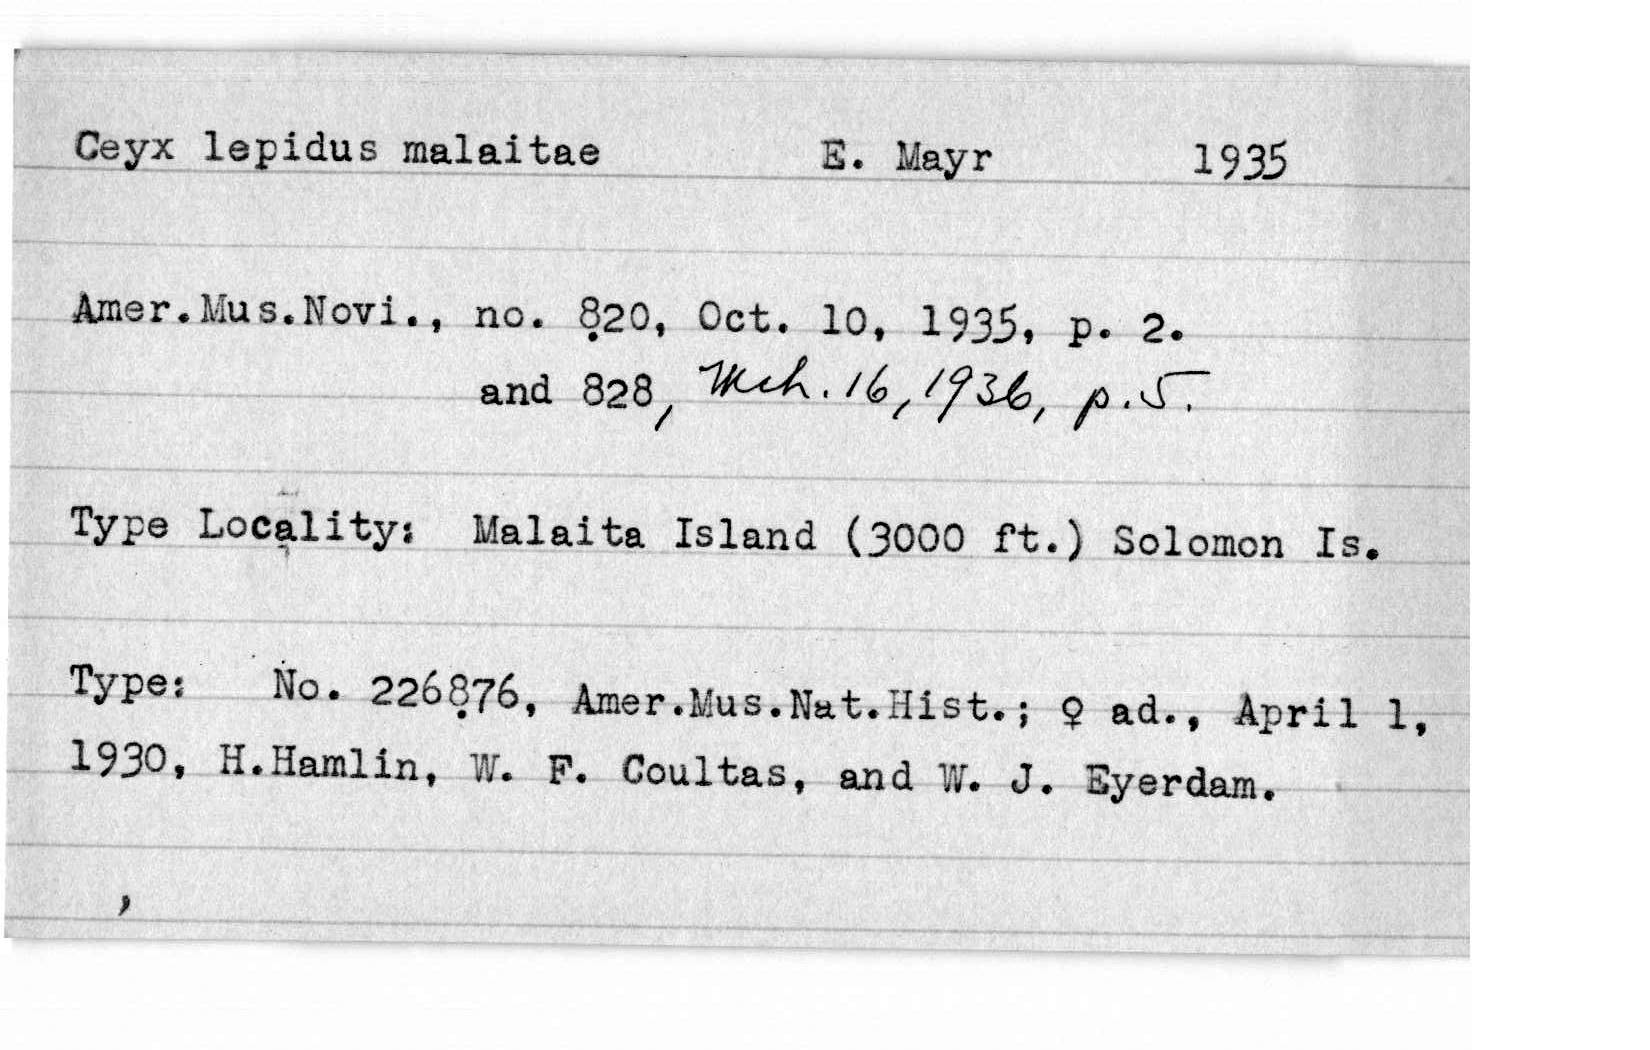 Ceyx lepidus malaitae E. Mayr 1935
Amer.Mus.Novi., no. 820, Oct. 10, 1935, p. 2.
and 828, Mch. 16, 1936, p. 5.
Type Locality: Malaita Island (3000 ft.) Solomon Is.
Type: No. 226876, Amer.Mus.Nat.Hist.; ♀ ad., April 1,
1930, H.Hamlin, W. F. Coultas, and W. J. Eyerdam.